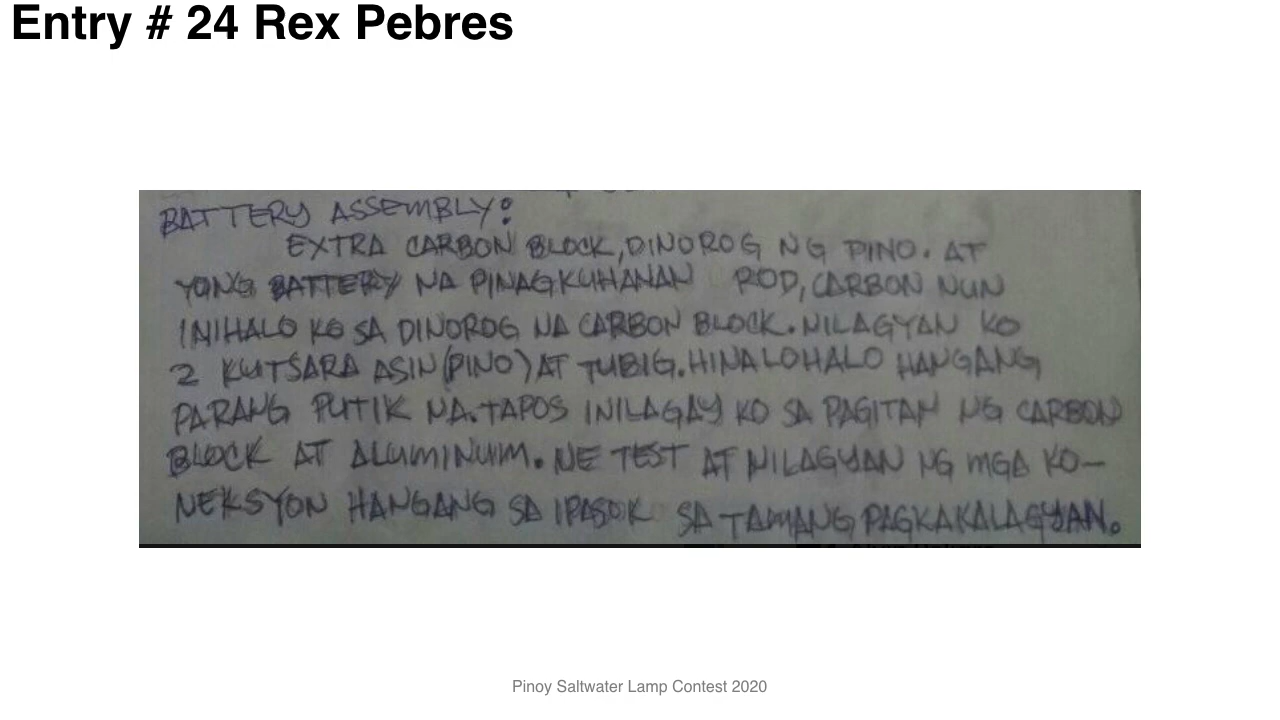 Entry # 24 Rex Pebres
BATTERY ASSEMBLY:
EXTRA CARBON BLOCK, DINOROG NG PINO. AT
YONG BATTERY NA PINAGKUHANAN ROD, CARBON NUN
INIHALO KO SA DINOROG NA CARBON BLOCK. NILAGYAN KO
2 KUTSARA ASIN (PINO) AT TUBIG. HINALOHALO HANGANG
PARANG PUTIK NA. TAPOS INILAGAY KO SA PAGITAN NG CARBON
BLOCK AT ALUMINUM. NE TEST AT NILAGYAN NG MGA KO-
NEKSYON HANGANG SA IPASOK SA TAMANG PAGKAKALAGYAN.
Pinoy Saltwater Lamp Contest 2020